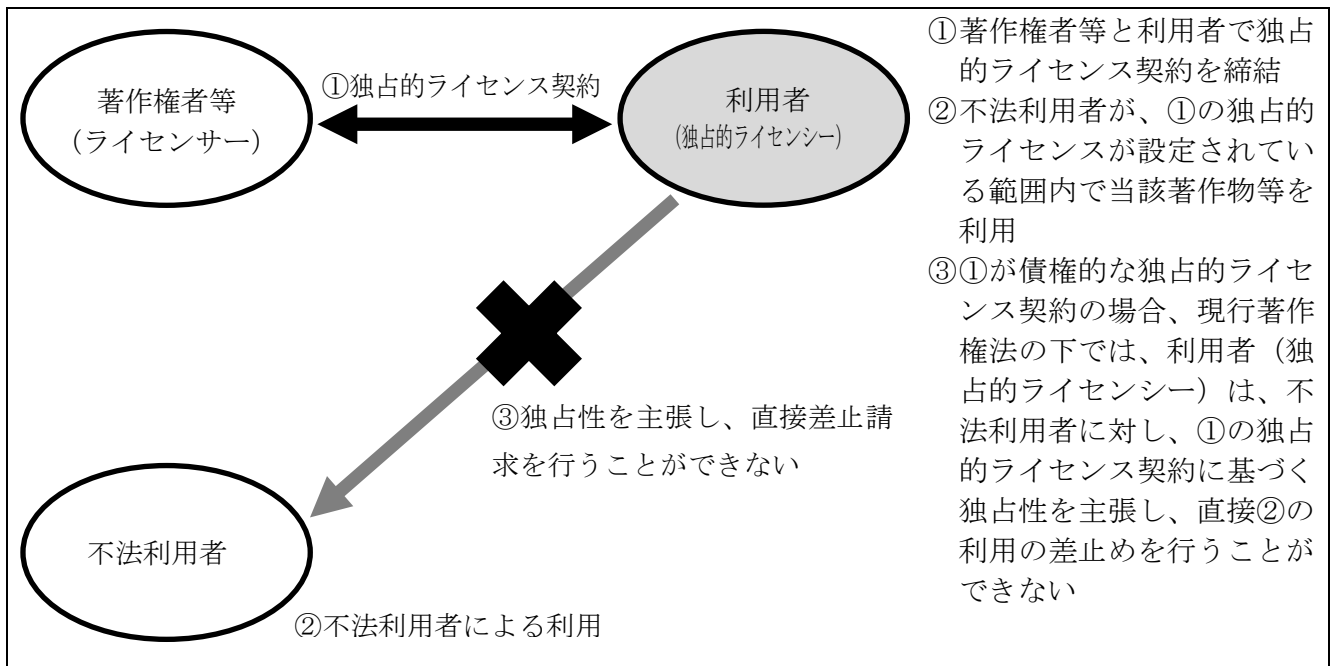 著作権者等
(ライセンサー)
①独占的ライセンス契約
利用者
(独占的ライセンシー)
③独占性を主張し、直接差止請
求を行うことができない
不法利用者
②不法利用者による利用
①著作権者等と利用者で独占
的ライセンス契約を締結
②不法利用者が、①の独占的
ライセンスが設定されてい
る範囲内で当該著作物等を
利用
③①が債権的な独占的ライセ
ンス契約の場合、現行著作
権法の下では、利用者（独
占的ライセンシー）は、不
法利用者に対し、①の独占
的ライセンス契約に基づく
独占性を主張し、直接②の
利用の差止めを行うことが
できない